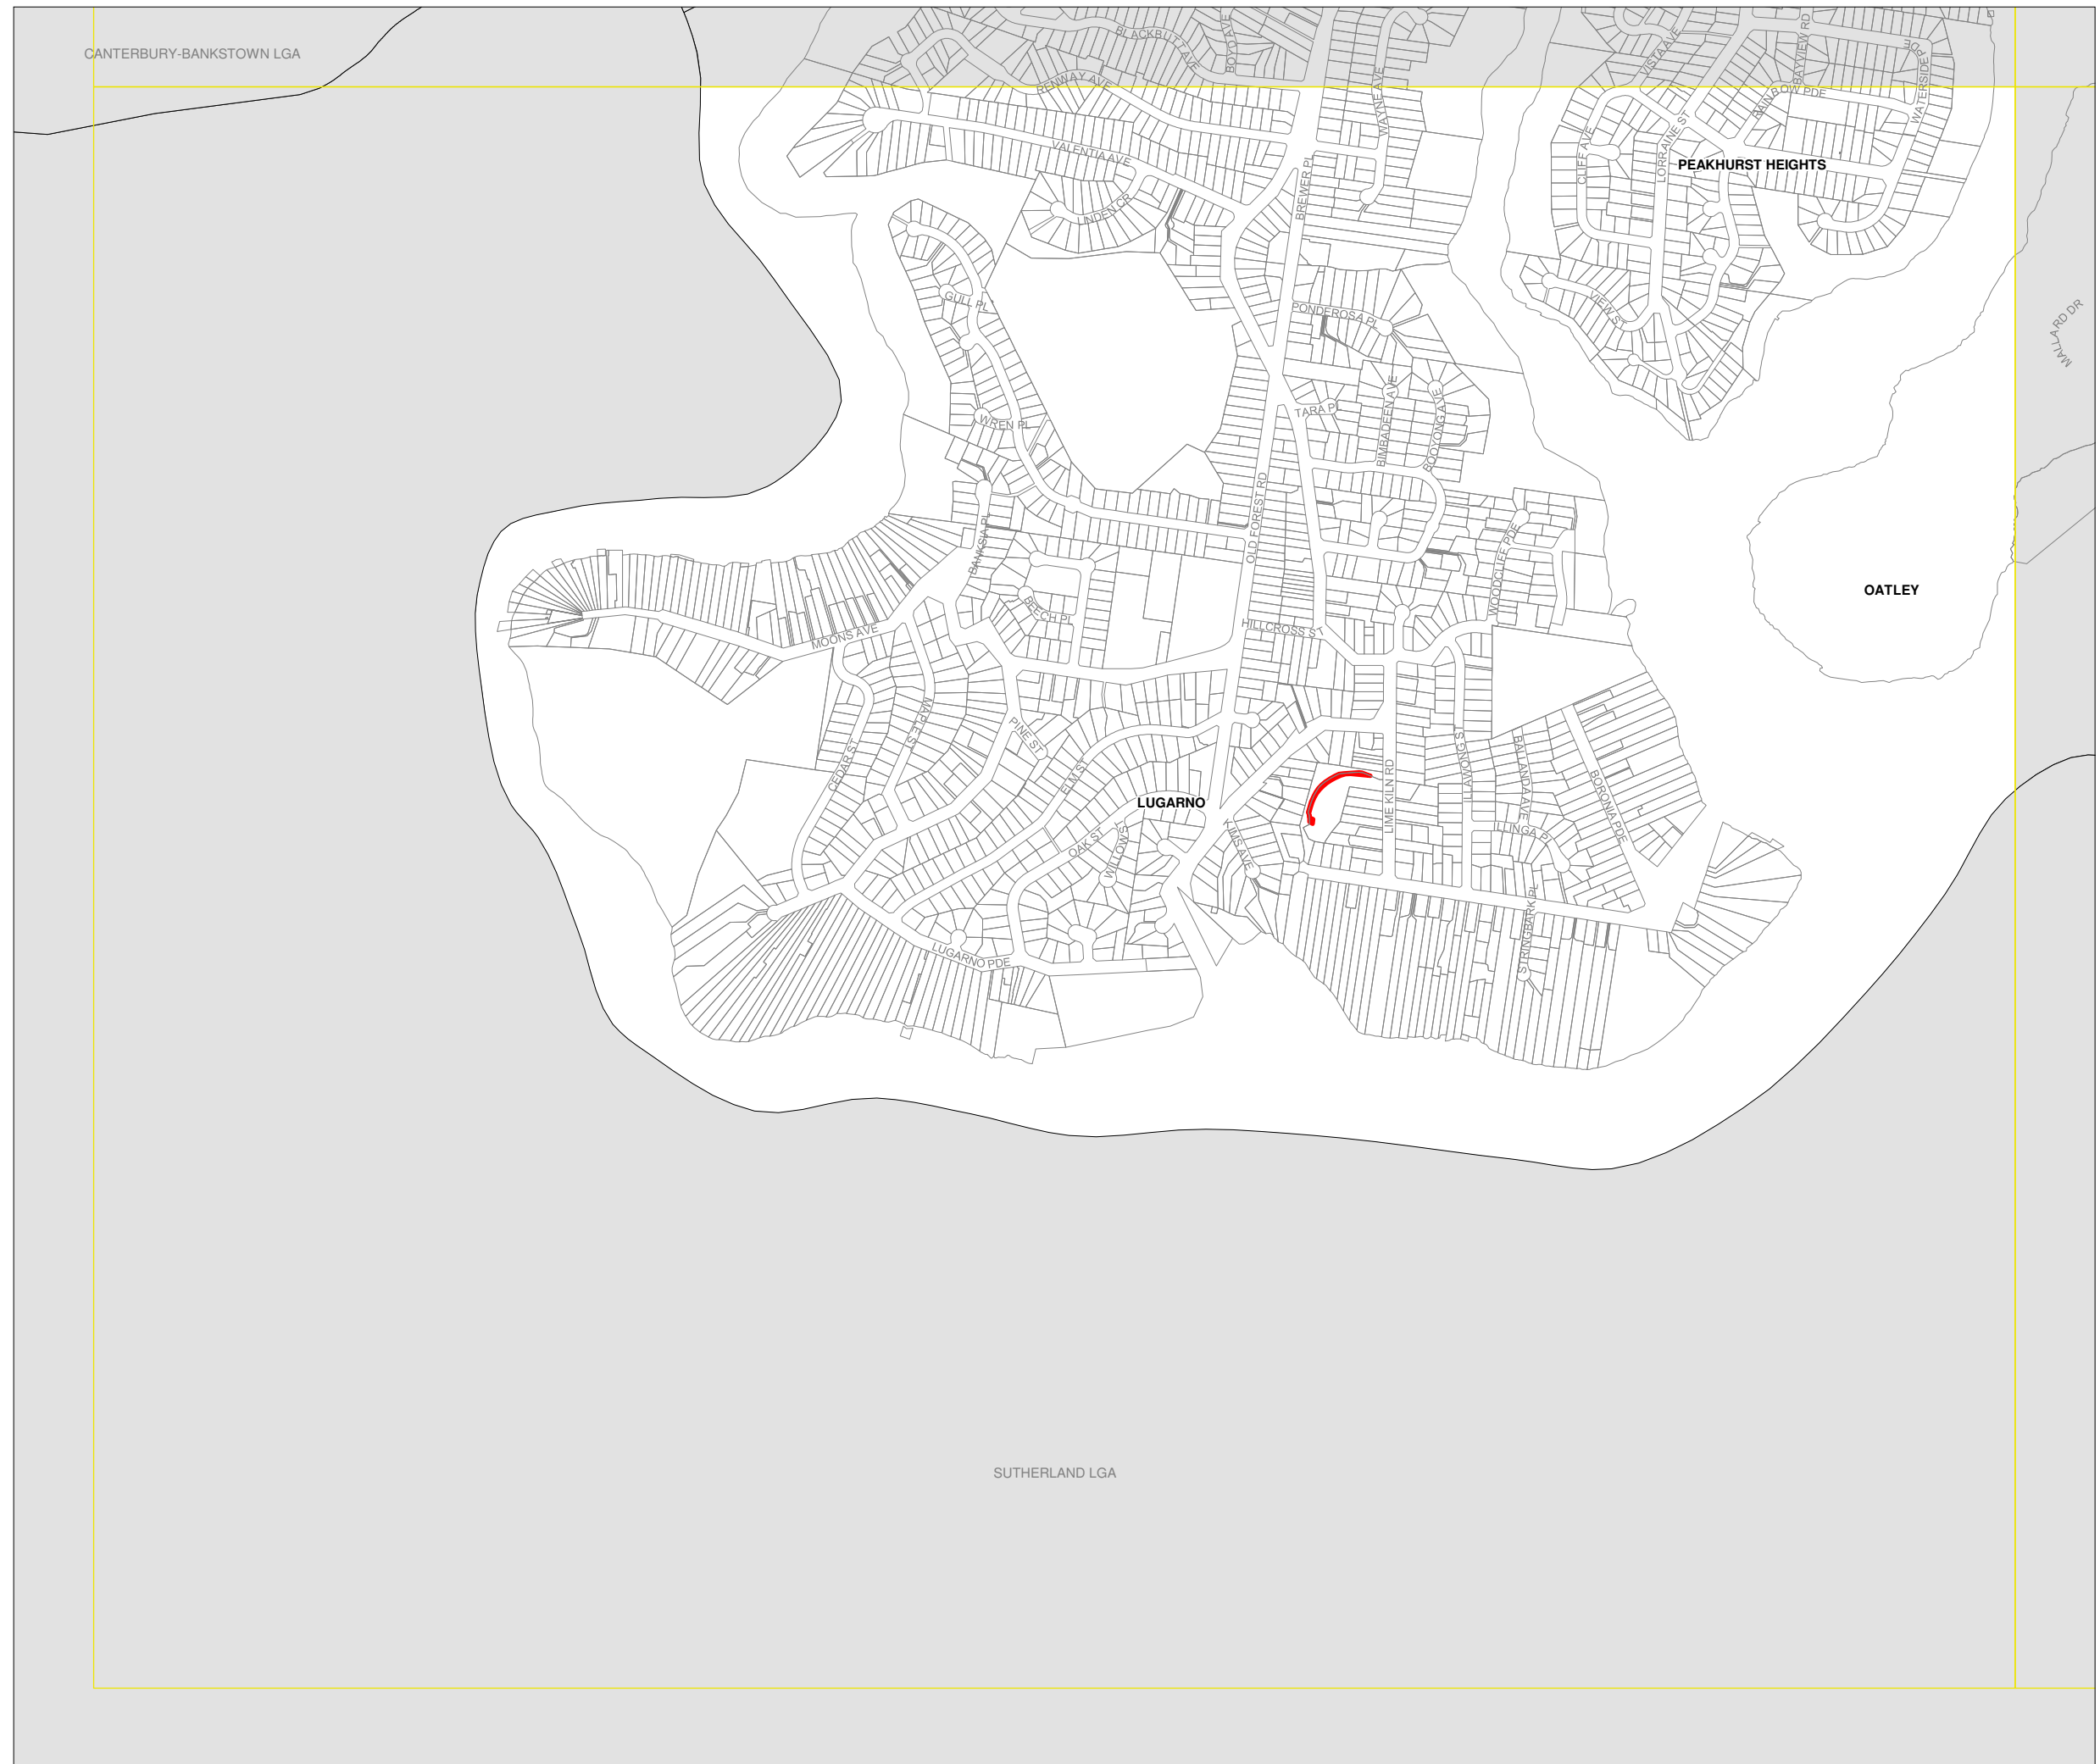 CANTERBURY-BANKSTOWN LGA
BLACKBUTT AVE
BOYD AVE
RENWAY AVE
WAYNE AVE
VISTA AVE
BAYVIEW RD
WATERSIDE PDE
RAINBOW PDE
VALENTIA AVE
LINDEN CR
BREWER PL
CLIFF AVE
LORRAINE ST
PEAKHURST HEIGHTS
GULL PL
PONDEROSA PL
VIEW ST
MALLARD DR
WREN PL
TARA PL
BIMBADEEN AVE
BOOYONG AVE
OLD FOREST RD
BANKSIA PL
WOODCLIFF PDE
OATLEY
BEECH PL
MOONS AVE
HILLCROSS ST
MAPLE ST
PINE ST
CEDAR ST
ELM ST
LUGARNO
LIME KILN RD
ILLAWONG ST
BALLANDA AVE
BORONIA PDE
OAK ST
WILLOW ST
KIMS AVE
ILLINGA PL
STRINGBARK PL
LUGARNO PDE
SUTHERLAND LGA